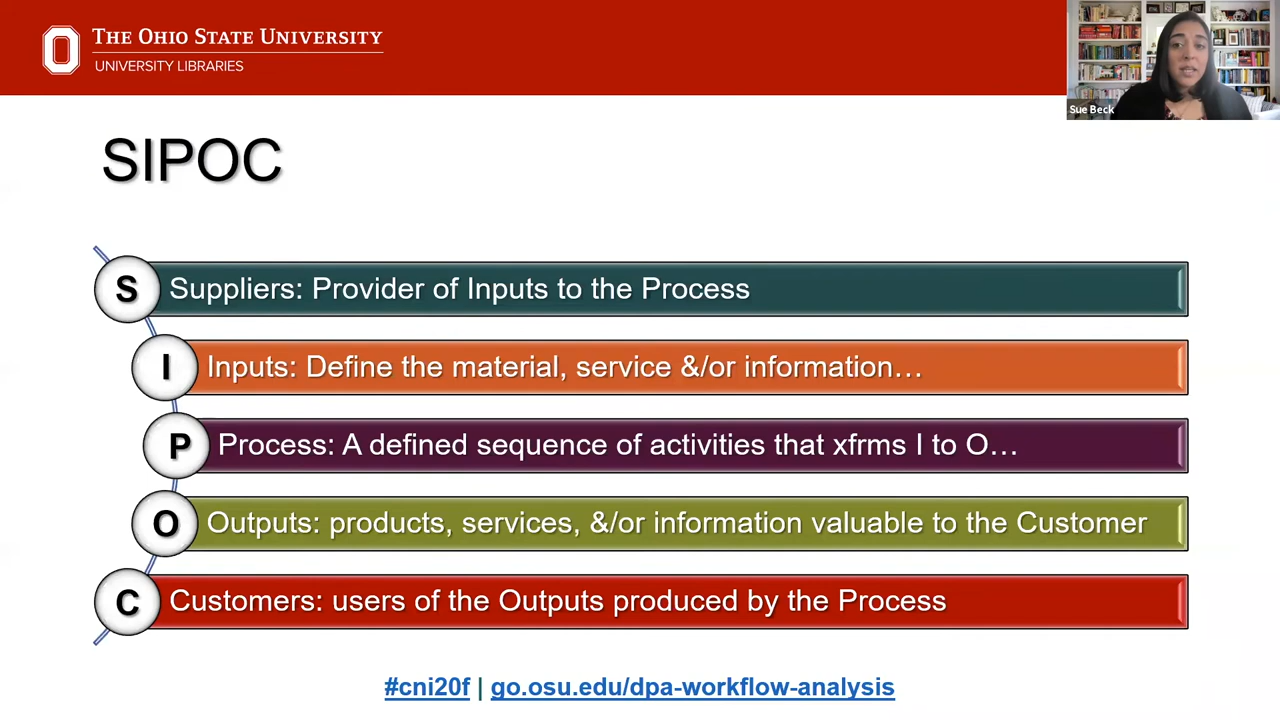 THE OHIO STATE UNIVERSITY
UNIVERSITY LIBRARIES
Sue Beck
SIPOC
S Suppliers: Provider of Inputs to the Process
I Inputs: Define the material, service &/or information…
P Process: A defined sequence of activities that xfrms I to O…
O Outputs: products, services, &/or information valuable to the Customer
C Customers: users of the Outputs produced by the Process
#cni20f | go.osu.edu/dpa-workflow-analysis